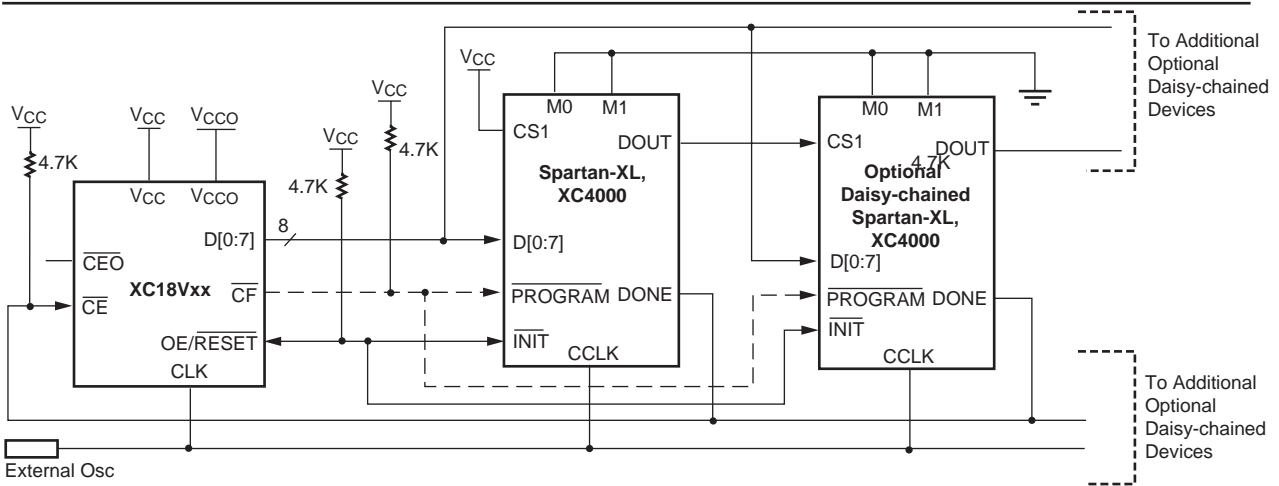 To Additional
Optional
Daisy-chained
Devices
VCC
M0 M1
CS1
DOUT
Spartan-XL,
XC4000
D[0:7]
PROGRAM DONE
INIT
CCLK
M0 M1
CS1
DOUT
4.7K
Optional
Daisy-chained
Spartan-XL,
XC4000
D[0:7]
PROGRAM DONE
INIT
CCLK
VCC
4.7K
VCC
VCCO
VCC
4.7K
VCC
4.7K
VCC VCCO
8
D[0:7]
CEO
XC18Vxx
CF
CE
OE/RESET
CLK
To Additional
Optional
Daisy-chained
Devices
External Osc